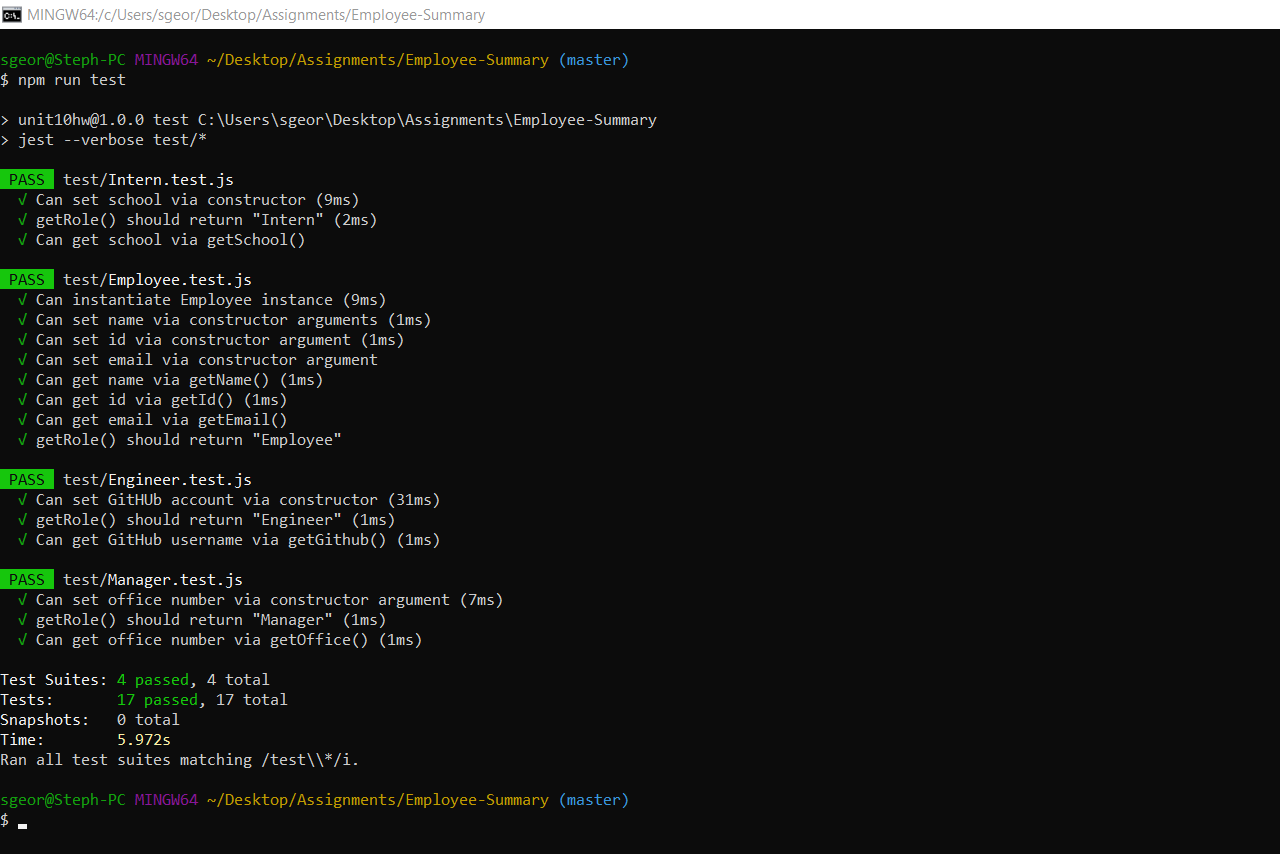 MINGW64:/c/Users/sgeor/Desktop/Assignments/Employee-Summary
sgeor@Steph-PC MINGW64 ~/Desktop/Assignments/Employee-Summary (master)
$ npm run test
> unit10hw@1.0.0 test C:\Users\sgeor\Desktop\Assignments\Employee-Summary
> jest --verbose test/*
PASS test/Intern.test.js
√ Can set school via constructor (9ms)
√ getRole() should return "Intern" (2ms)
√ Can get school via getSchool()
PASS test/Employee.test.js
√ Can instantiate Employee instance (9ms)
√ Can set name via constructor arguments (1ms)
√ Can set id via constructor argument (1ms)
√ Can set email via constructor argument
√ Can get name via getName() (1ms)
√ Can get id via getId() (1ms)
√ Can get email via getEmail()
√ getRole() should return "Employee"
PASS test/Engineer.test.js
√ Can set GitHUb account via constructor (31ms)
√ getRole() should return "Engineer" (1ms)
√ Can get GitHub username via getGithub() (1ms)
PASS test/Manager.test.js
√ Can set office number via constructor argument (7ms)
√ getRole() should return "Manager" (1ms)
√ Can get office number via getOffice() (1ms)
Test Suites: 4 passed, 4 total
Tests: 17 passed, 17 total
Snapshots: 0 total
Time: 5.972s
Ran all test suites matching /test\\*/i.
sgeor@Steph-PC MINGW64 ~/Desktop/Assignments/Employee-Summary (master)
$